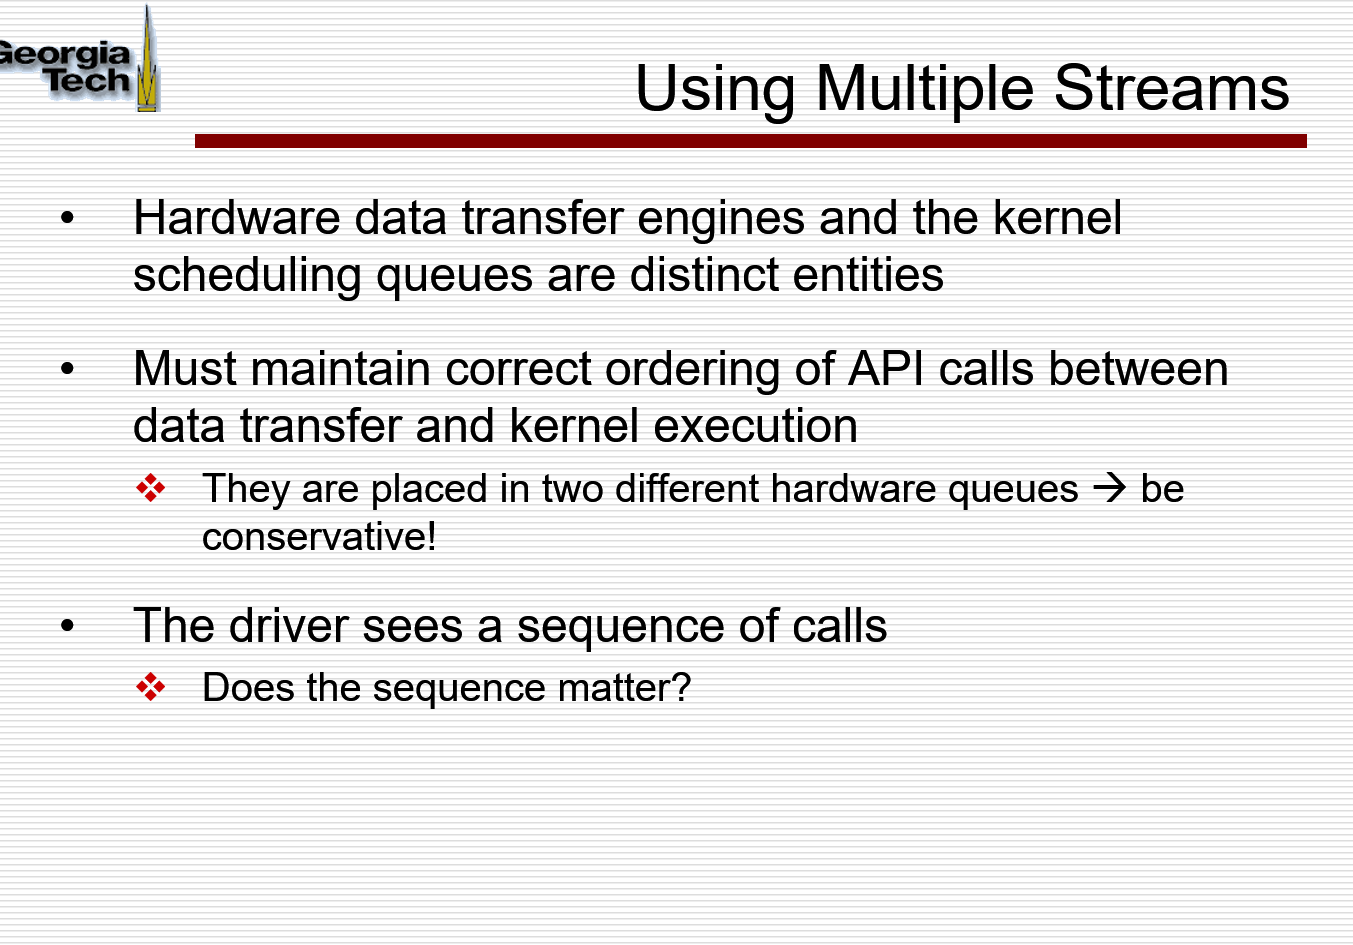 Georgia
Tech
Using Multiple Streams
• Hardware data transfer engines and the kernel
scheduling queues are distinct entities
• Must maintain correct ordering of API calls between
data transfer and kernel execution
❖ They are placed in two different hardware queues → be
conservative!
• The driver sees a sequence of calls
❖ Does the sequence matter?